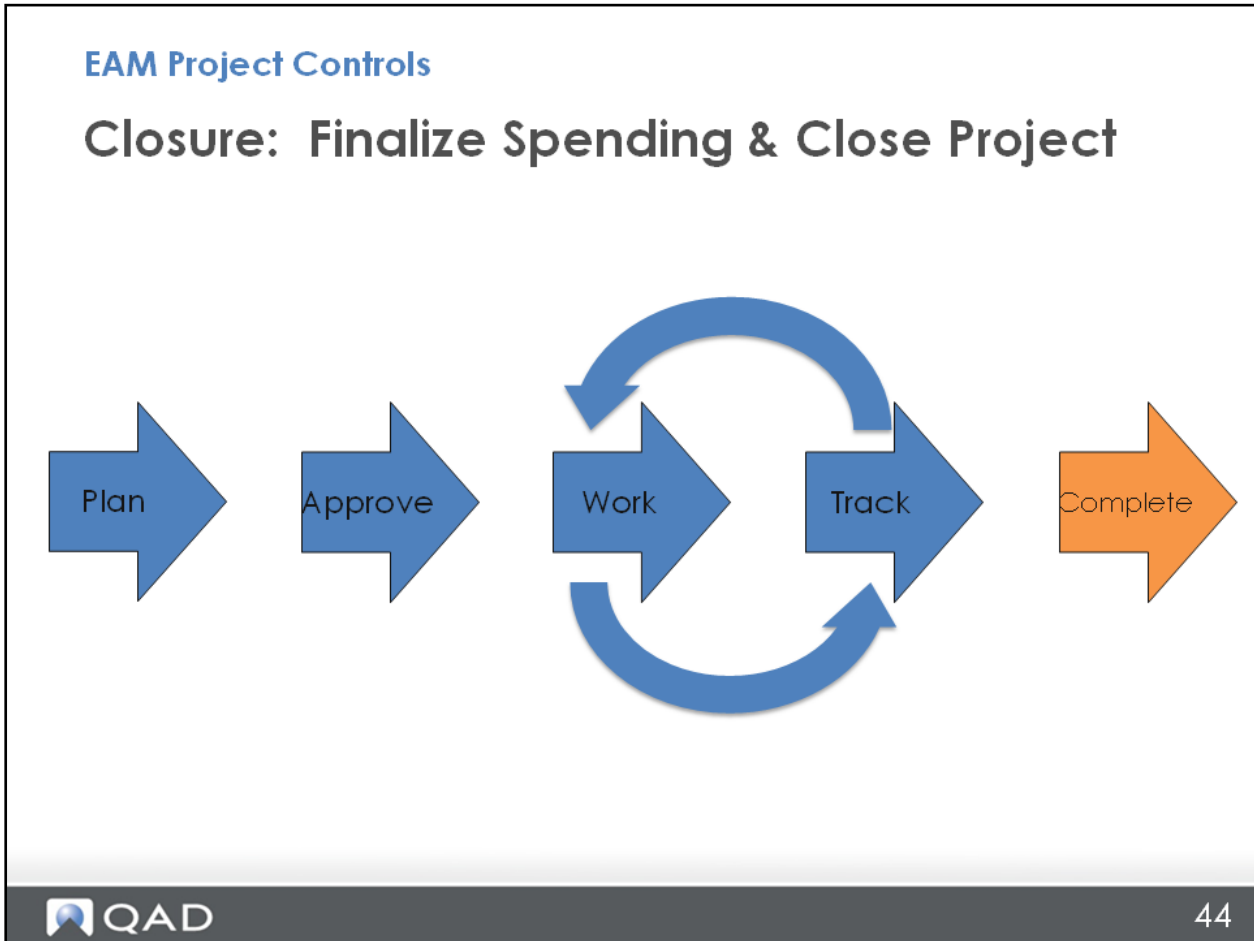 EAM Project Controls
Closure: Finalize Spending & Close Project
Plan
Approve
Work
Track
Complete
QAD
44